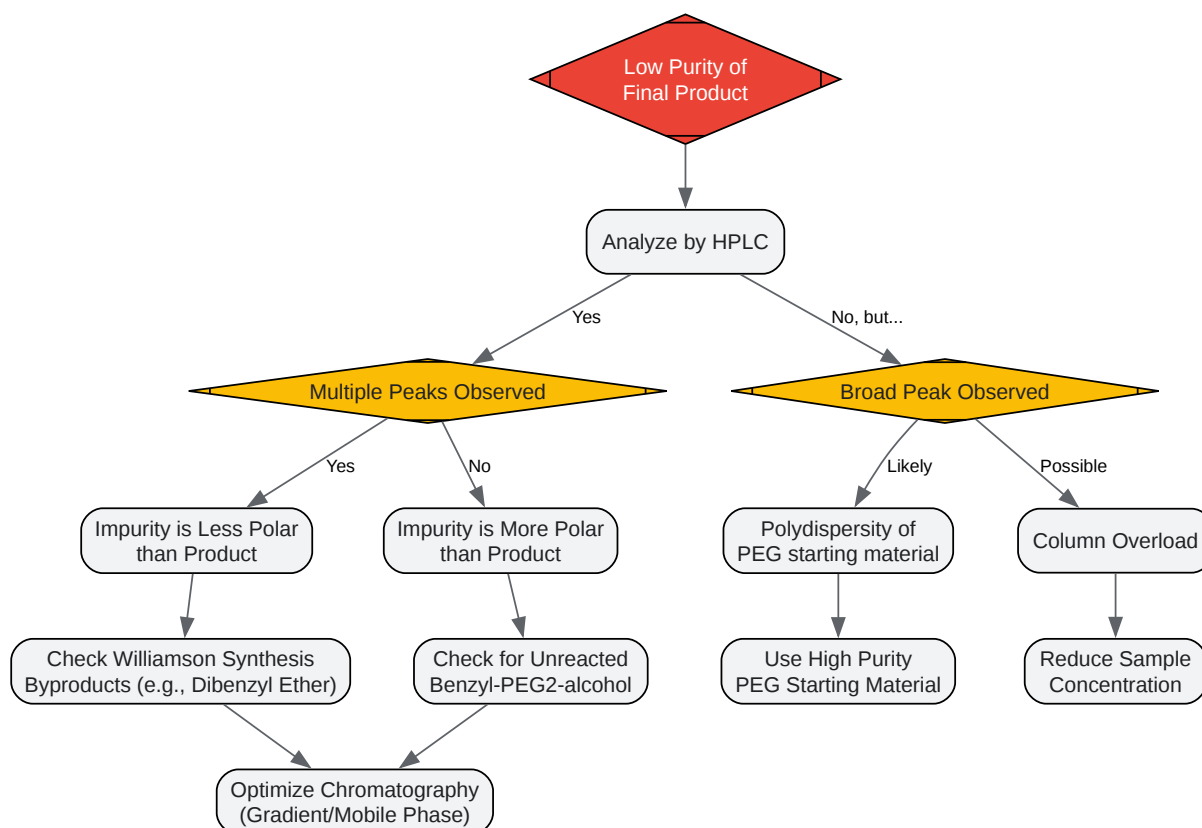 Low Purity of
Final Product
Analyze by HPLC
Yes
No, but...
Multiple Peaks Observed
Broad Peak Observed
Yes
No
Likely
Possible
Impurity is Less Polar
than Product
Impurity is More Polar
than Product
Polydispersity of
PEG starting material
Column Overload
Check Williamson Synthesis
Byproducts (e.g., Dibenzyl Ether)
Check for Unreacted
Benzyl-PEG2-alcohol
Use High Purity
PEG Starting Material
Reduce Sample
Concentration
Optimize Chromatography
(Gradient/Mobile Phase)